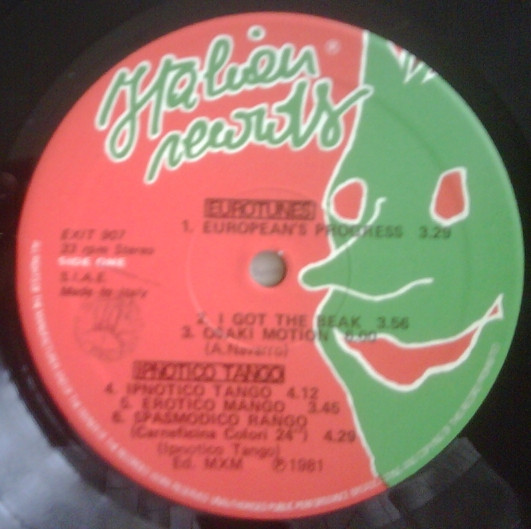 Italian ®
records
EUROTUNES
1. EUROPEAN'S PROGRESS 3.29
EXIT 907
33 rpm Stereo
SIDE ONE
S.I.A.E.
Made in Italy
2. I GOT THE BEAK 3.56
3. OSAKI MOTION
(A.Navarro)
IPNOTICO TANGO
4. IPNOTICO TANGO 4.12
5. EROTICO MANGO 3.45
6. SPASMODICO RANGO
(Carneficina Colori 24") 4.29
(Ipnotico Tango)
Ed. MXM ℗1981